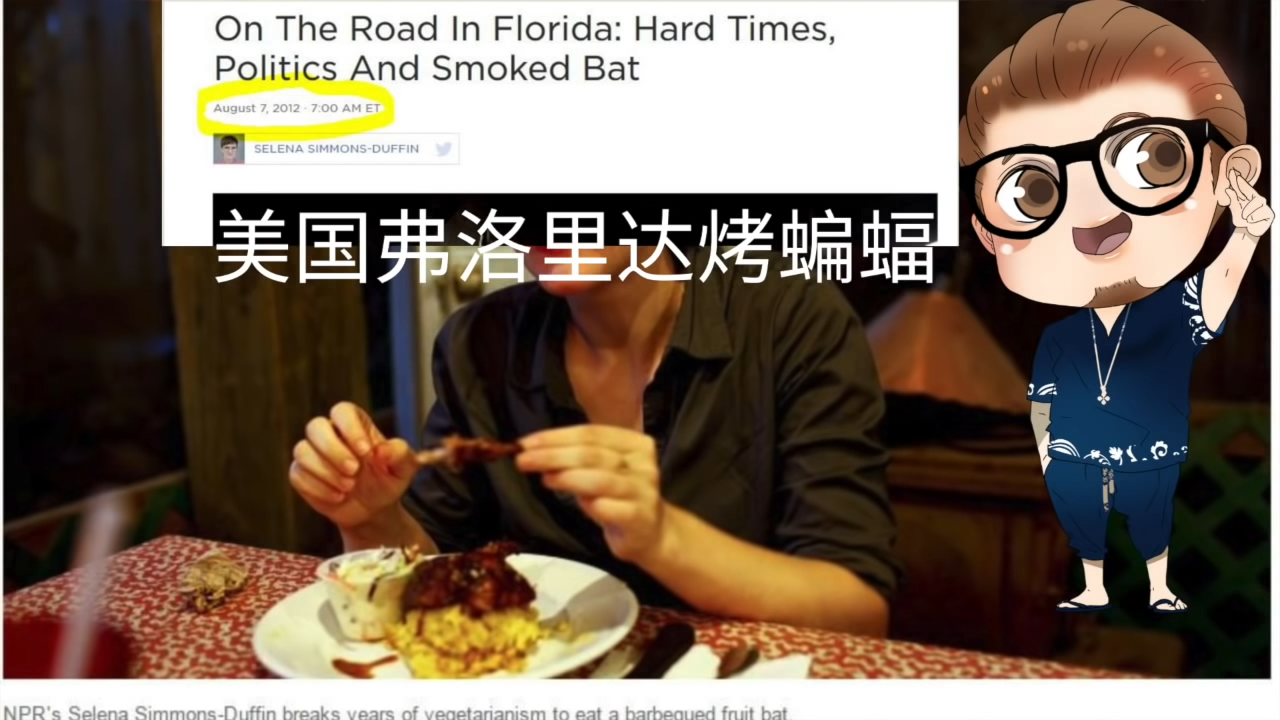 On The Road In Florida: Hard Times,
Politics And Smoked Bat
August 7, 2012 · 7:00 AM ET
SELENA SIMMONS-DUFFIN
美国弗洛里达烤蝙蝠
NPR's Selena Simmons-Duffin breaks years of vegetarianism to eat a barbequed fruit bat.